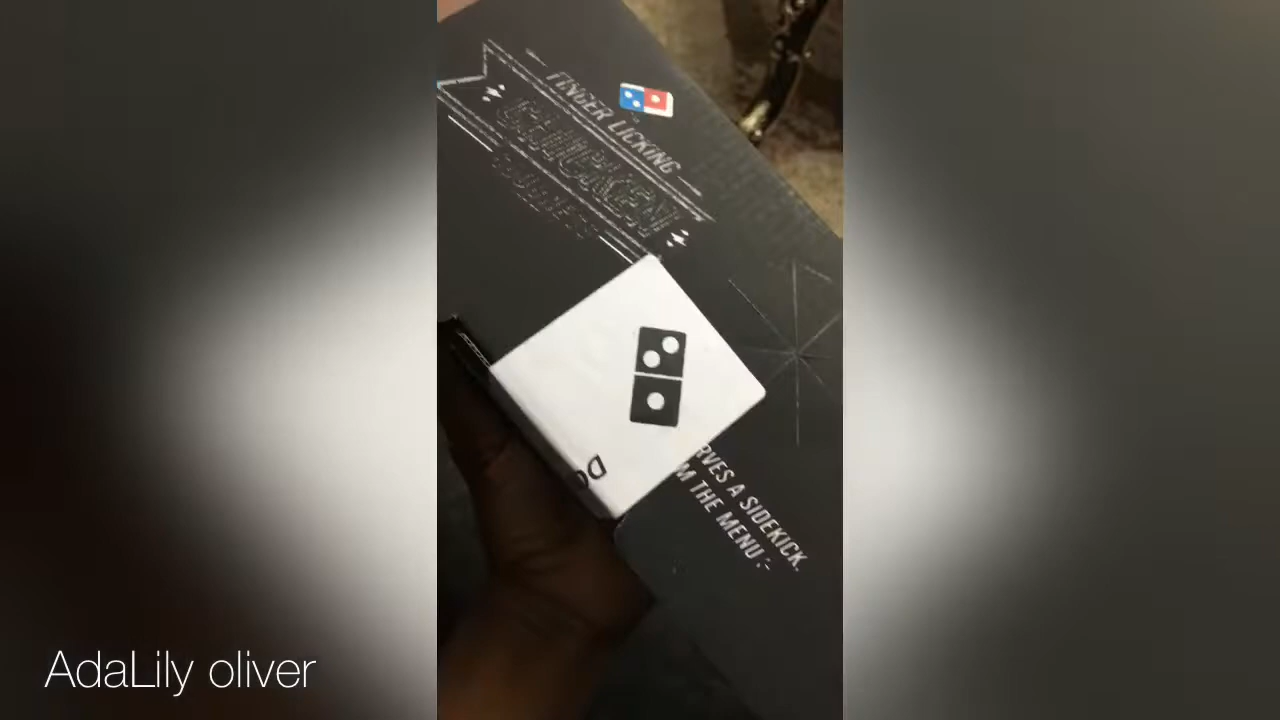 FINGER LICKING
CHICKEN
RVES A SIDEKICK.
M THE MENU :-
D
AdaLily oliver